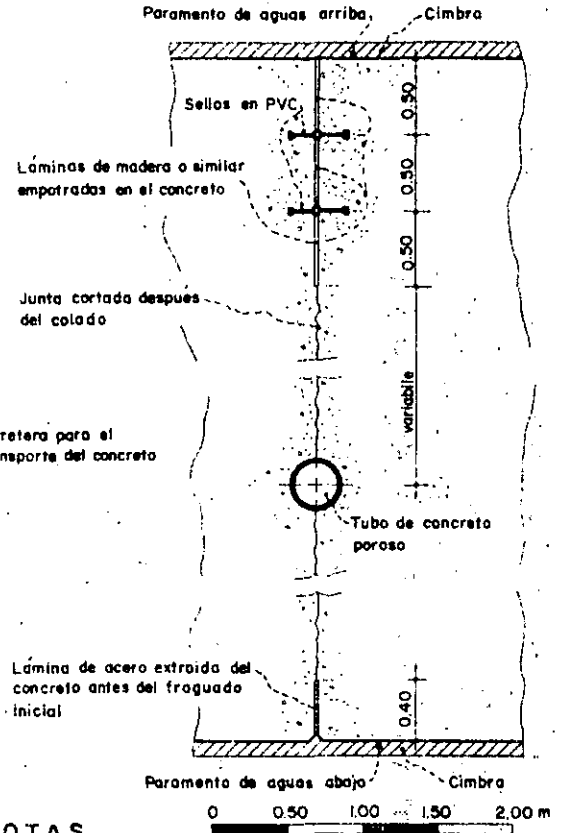 Paramento de aguas arriba
Cimbra
Sellos en PVC
0.50
Láminas de madera o similar
empotradas en el concreto
0.50
0.50
Junta cortada despues
del colado
variabile
retera para el
nsporte del concreto
Tubo de concreto
poroso
Lámina de acero extraida del
concreto antes del fraguado
inicial
0.40
Paramento de aguas abajo
Cimbra
OTAS
0 0.50 1.00 1.50 2.00 m